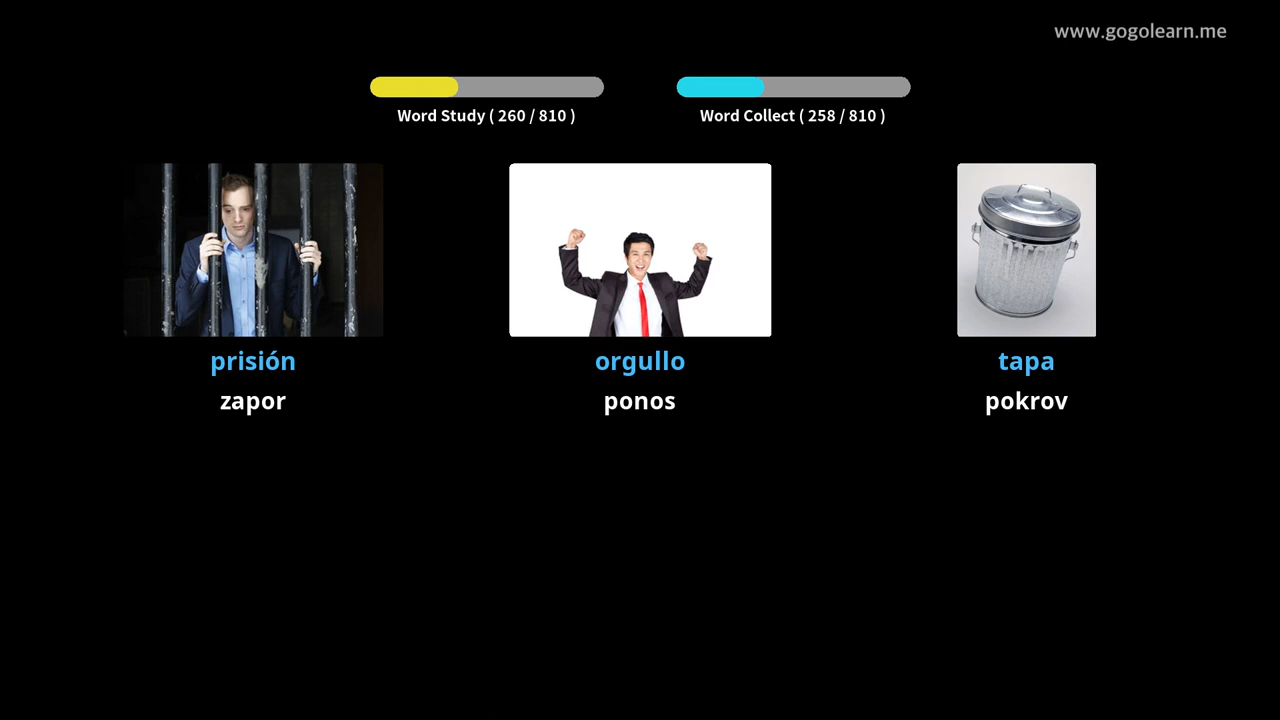 www.gogolearn.me
Word Study ( 260 / 810 )
Word Collect ( 258 / 810 )
prisión
orgullo
tapa
zapor
ponos
pokrov